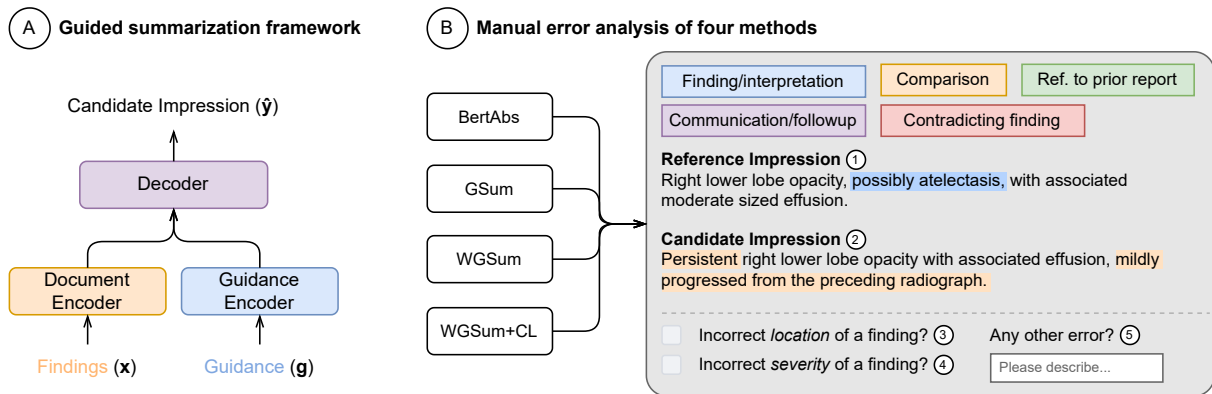 A Guided summarization framework
Candidate Impression (ŷ)
Decoder
Document
Encoder
Guidance
Encoder
Findings (x)
Guidance (g)
B Manual error analysis of four methods
BertAbs
GSum
WGSum
WGSum+CL
Finding/interpretation
Comparison
Ref. to prior report
Communication/followup
Contradicting finding
Reference Impression 1
Right lower lobe opacity, possibly atelectasis, with associated
moderate sized effusion.
Candidate Impression 2
Persistent right lower lobe opacity with associated effusion, mildly
progressed from the preceding radiograph.
Incorrect location of a finding? 3
Incorrect severity of a finding? 4
Any other error? 5
Please describe...